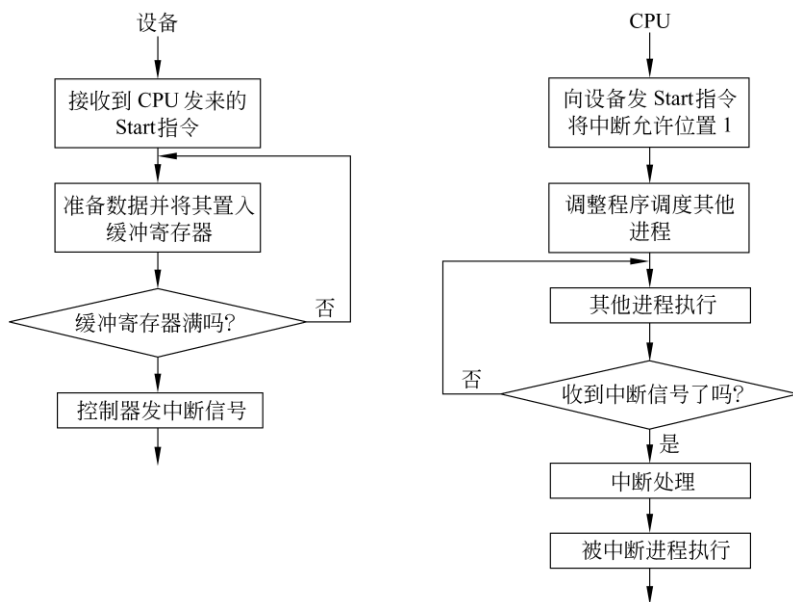 设备
接收到 CPU 发来的
Start指令
准备数据并将其置入
缓冲寄存器
否
缓冲寄存器满吗?
控制器发中断信号
CPU
向设备发 Start指令
将中断允许位置 1
调整程序调度其他
进程
其他进程执行
否
收到中断信号了吗?
是
中断处理
被中断进程执行